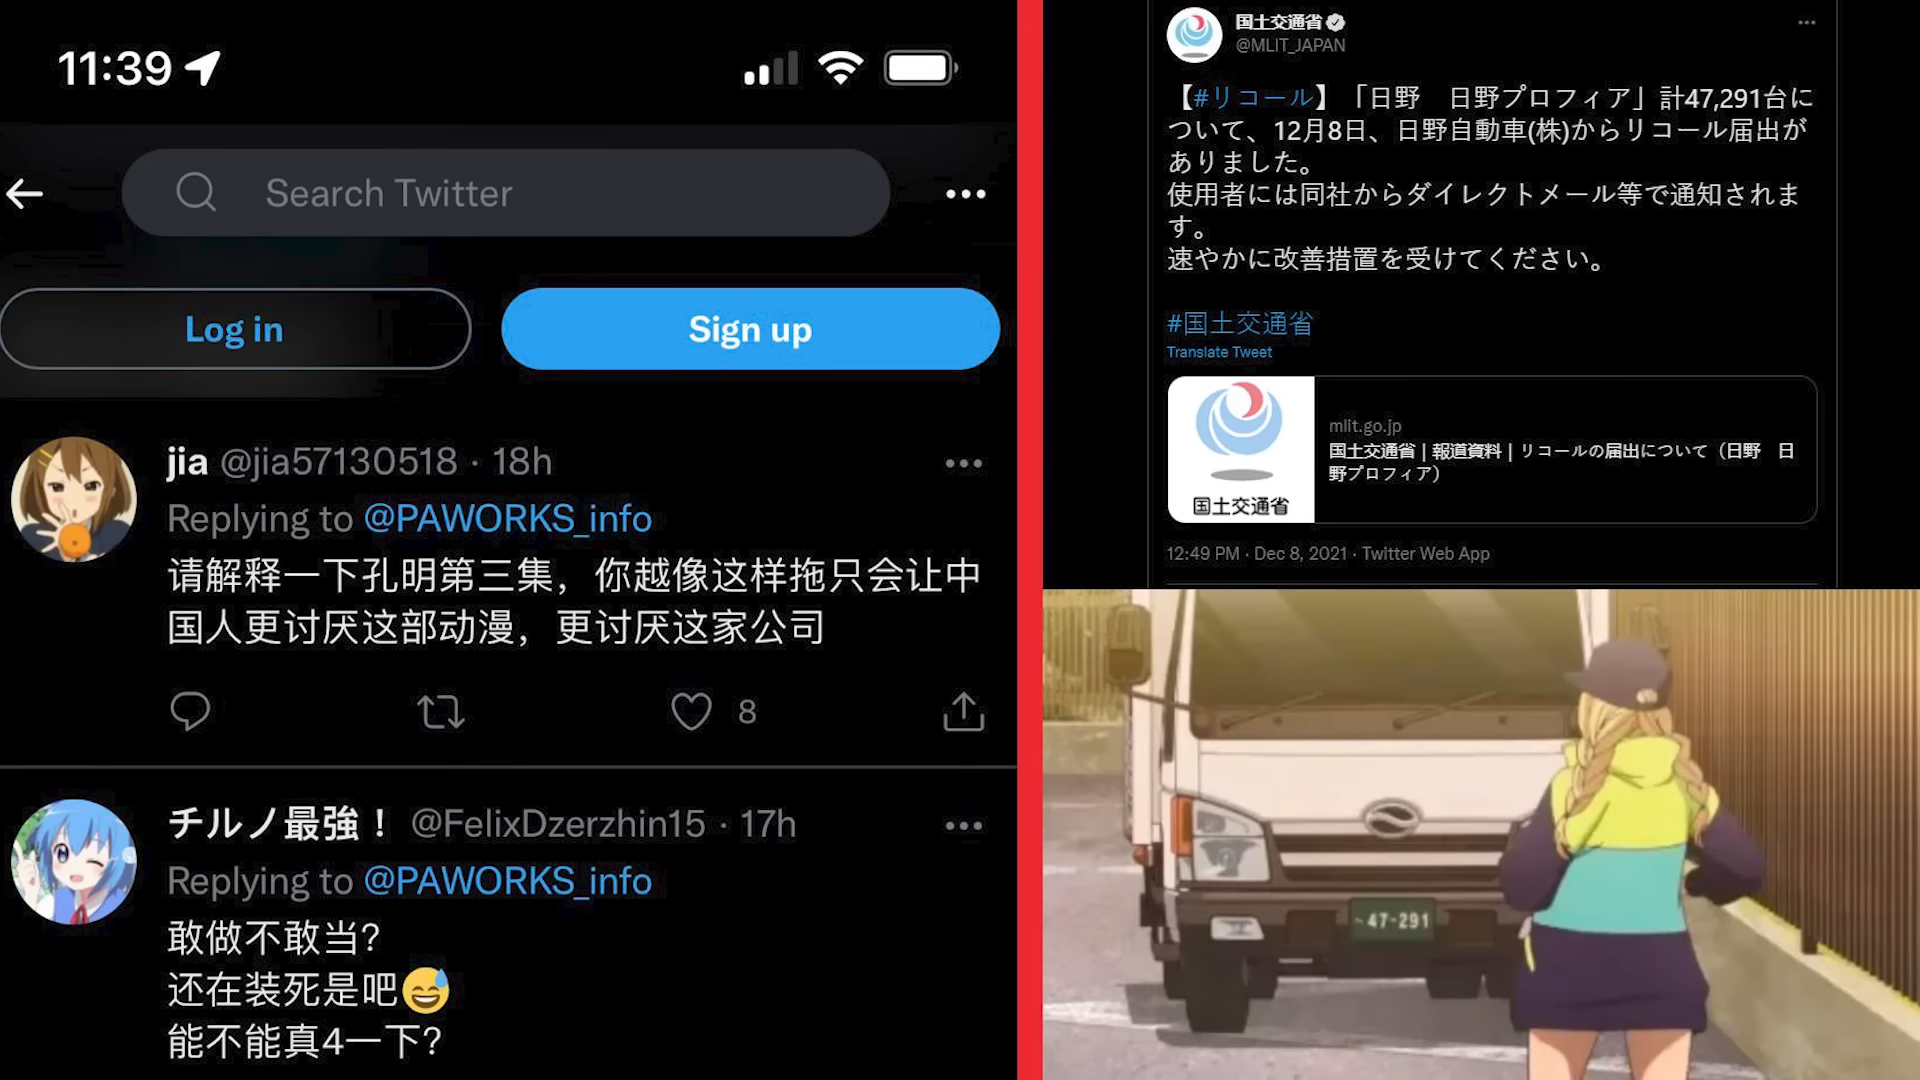 11:39
Search Twitter
Log in
Sign up
jia @jia57130518 · 18h
Replying to @PAWORKS_info
请解释一下孔明第三集，你越像这样拖只会让中
国人更讨厌这部动漫，更讨厌这家公司
8
チルノ最強！ @FelixDzerzhin15 · 17h
Replying to @PAWORKS_info
敢做不敢当？
还在装死是吧😅
能不能真4一下？
国土交通省
@MLIT_JAPAN
【#リコール】「日野　日野プロフィア」計47,291台に
ついて、12月8日、日野自動車(株)からリコール届出が
ありました。
使用者には同社からダイレクトメール等で通知されま
す。
速やかに改善措置を受けてください。
#国土交通省
Translate Tweet
国土交通省
mlit.go.jp
国土交通省 | 報道資料 | リコールの届出について（日野　日
野プロフィア）
12:49 PM · Dec 8, 2021 · Twitter Web App
47-291